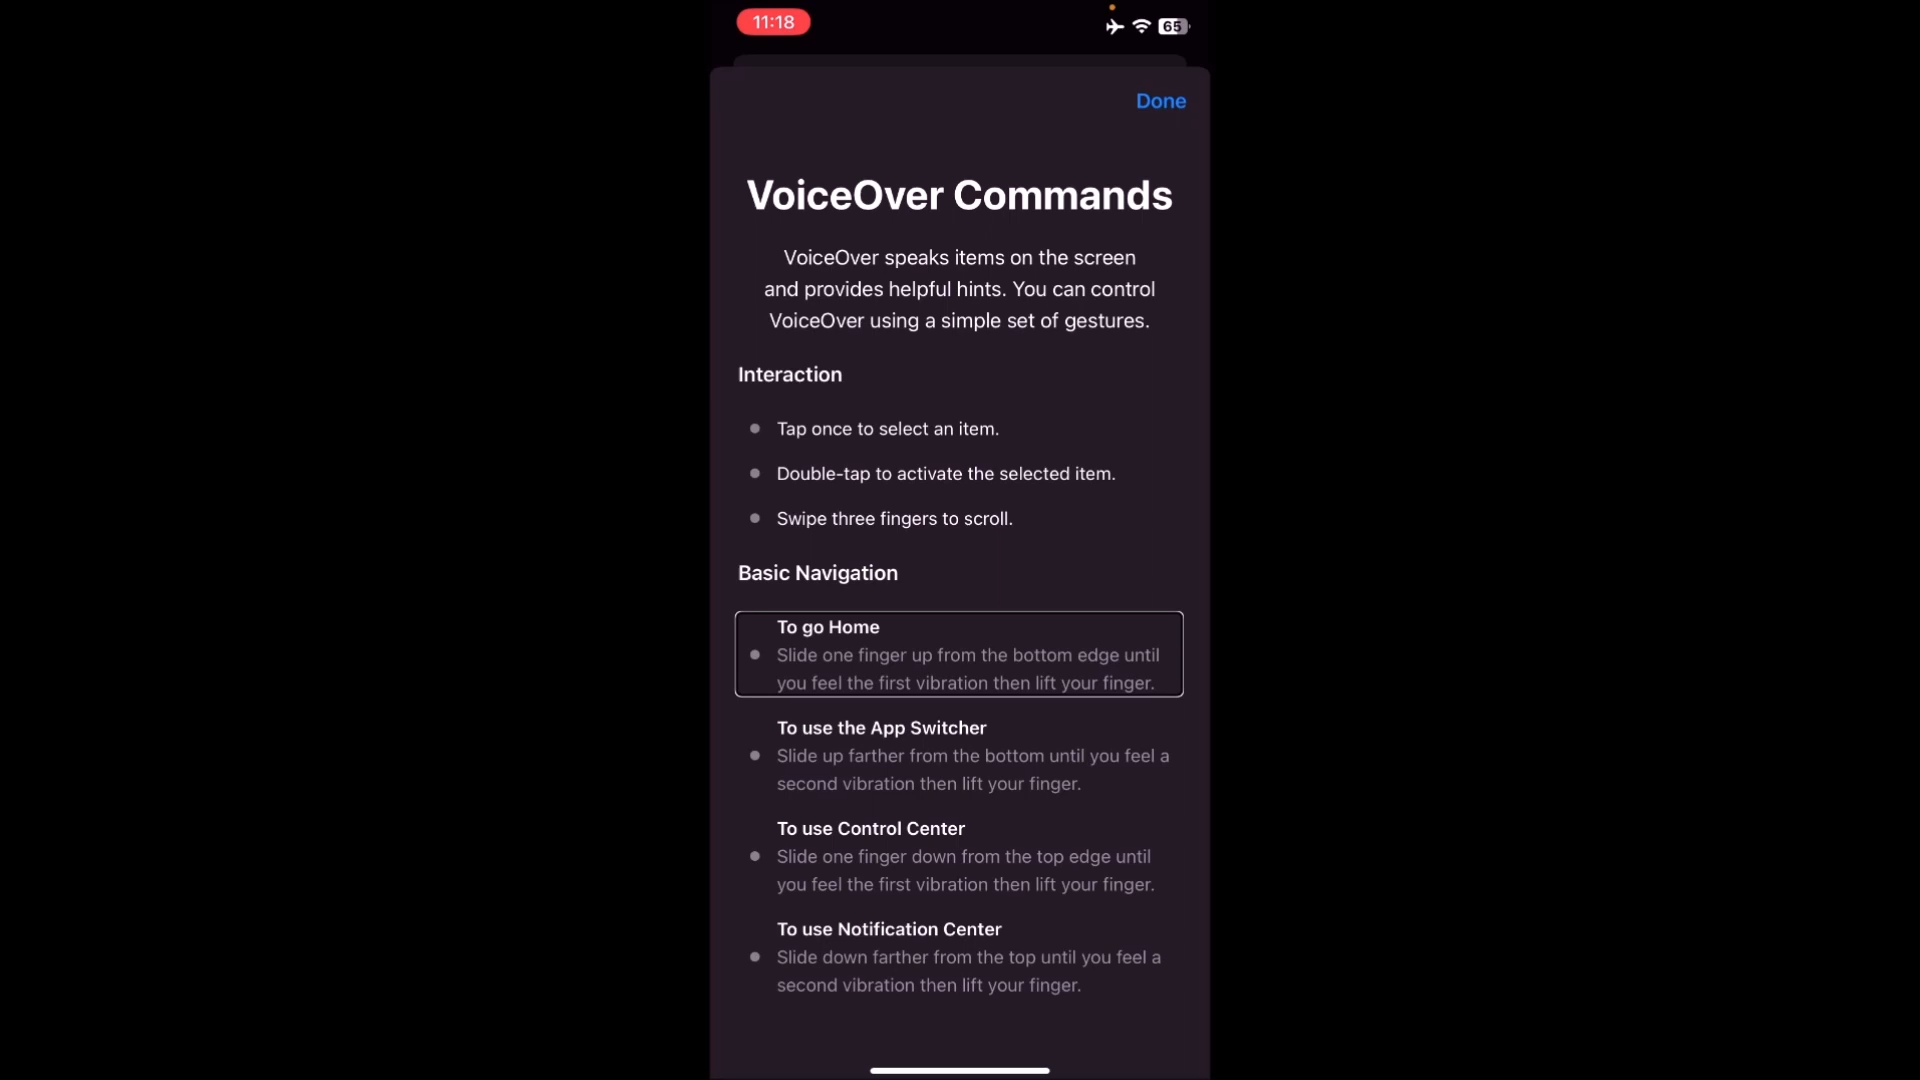 11:18
65
Done
VoiceOver Commands
VoiceOver speaks items on the screen
and provides helpful hints. You can control
VoiceOver using a simple set of gestures.
Interaction
Tap once to select an item.
Double-tap to activate the selected item.
Swipe three fingers to scroll.
Basic Navigation
To go Home
Slide one finger up from the bottom edge until
you feel the first vibration then lift your finger.
To use the App Switcher
Slide up farther from the bottom until you feel a
second vibration then lift your finger.
To use Control Center
Slide one finger down from the top edge until
you feel the first vibration then lift your finger.
To use Notification Center
Slide down farther from the top until you feel a
second vibration then lift your finger.